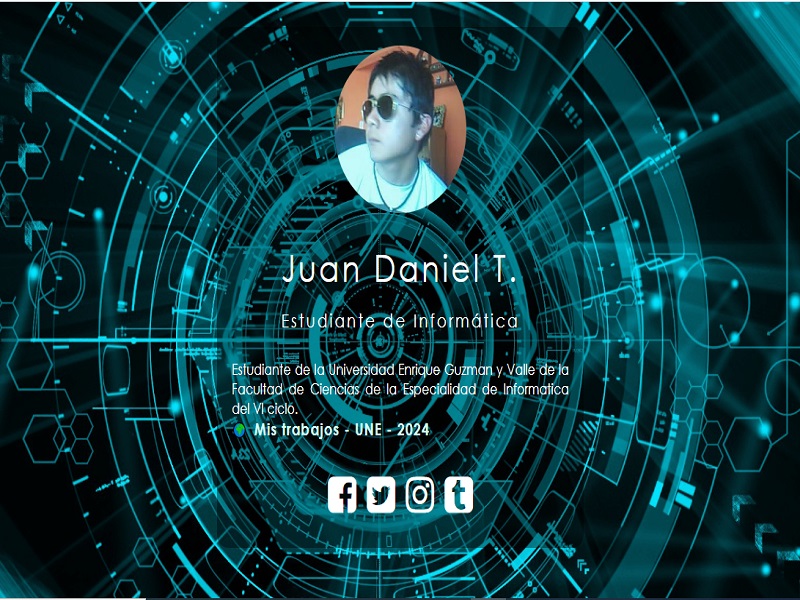 Juan Daniel T.
Estudiante de Informática
Estudiante de la Universidad Enrique Guzman y Valle de la
Facultad de Ciencias de la Especialidad de Informatica
del VI ciclo.
Mis trabajos - UNE - 2024